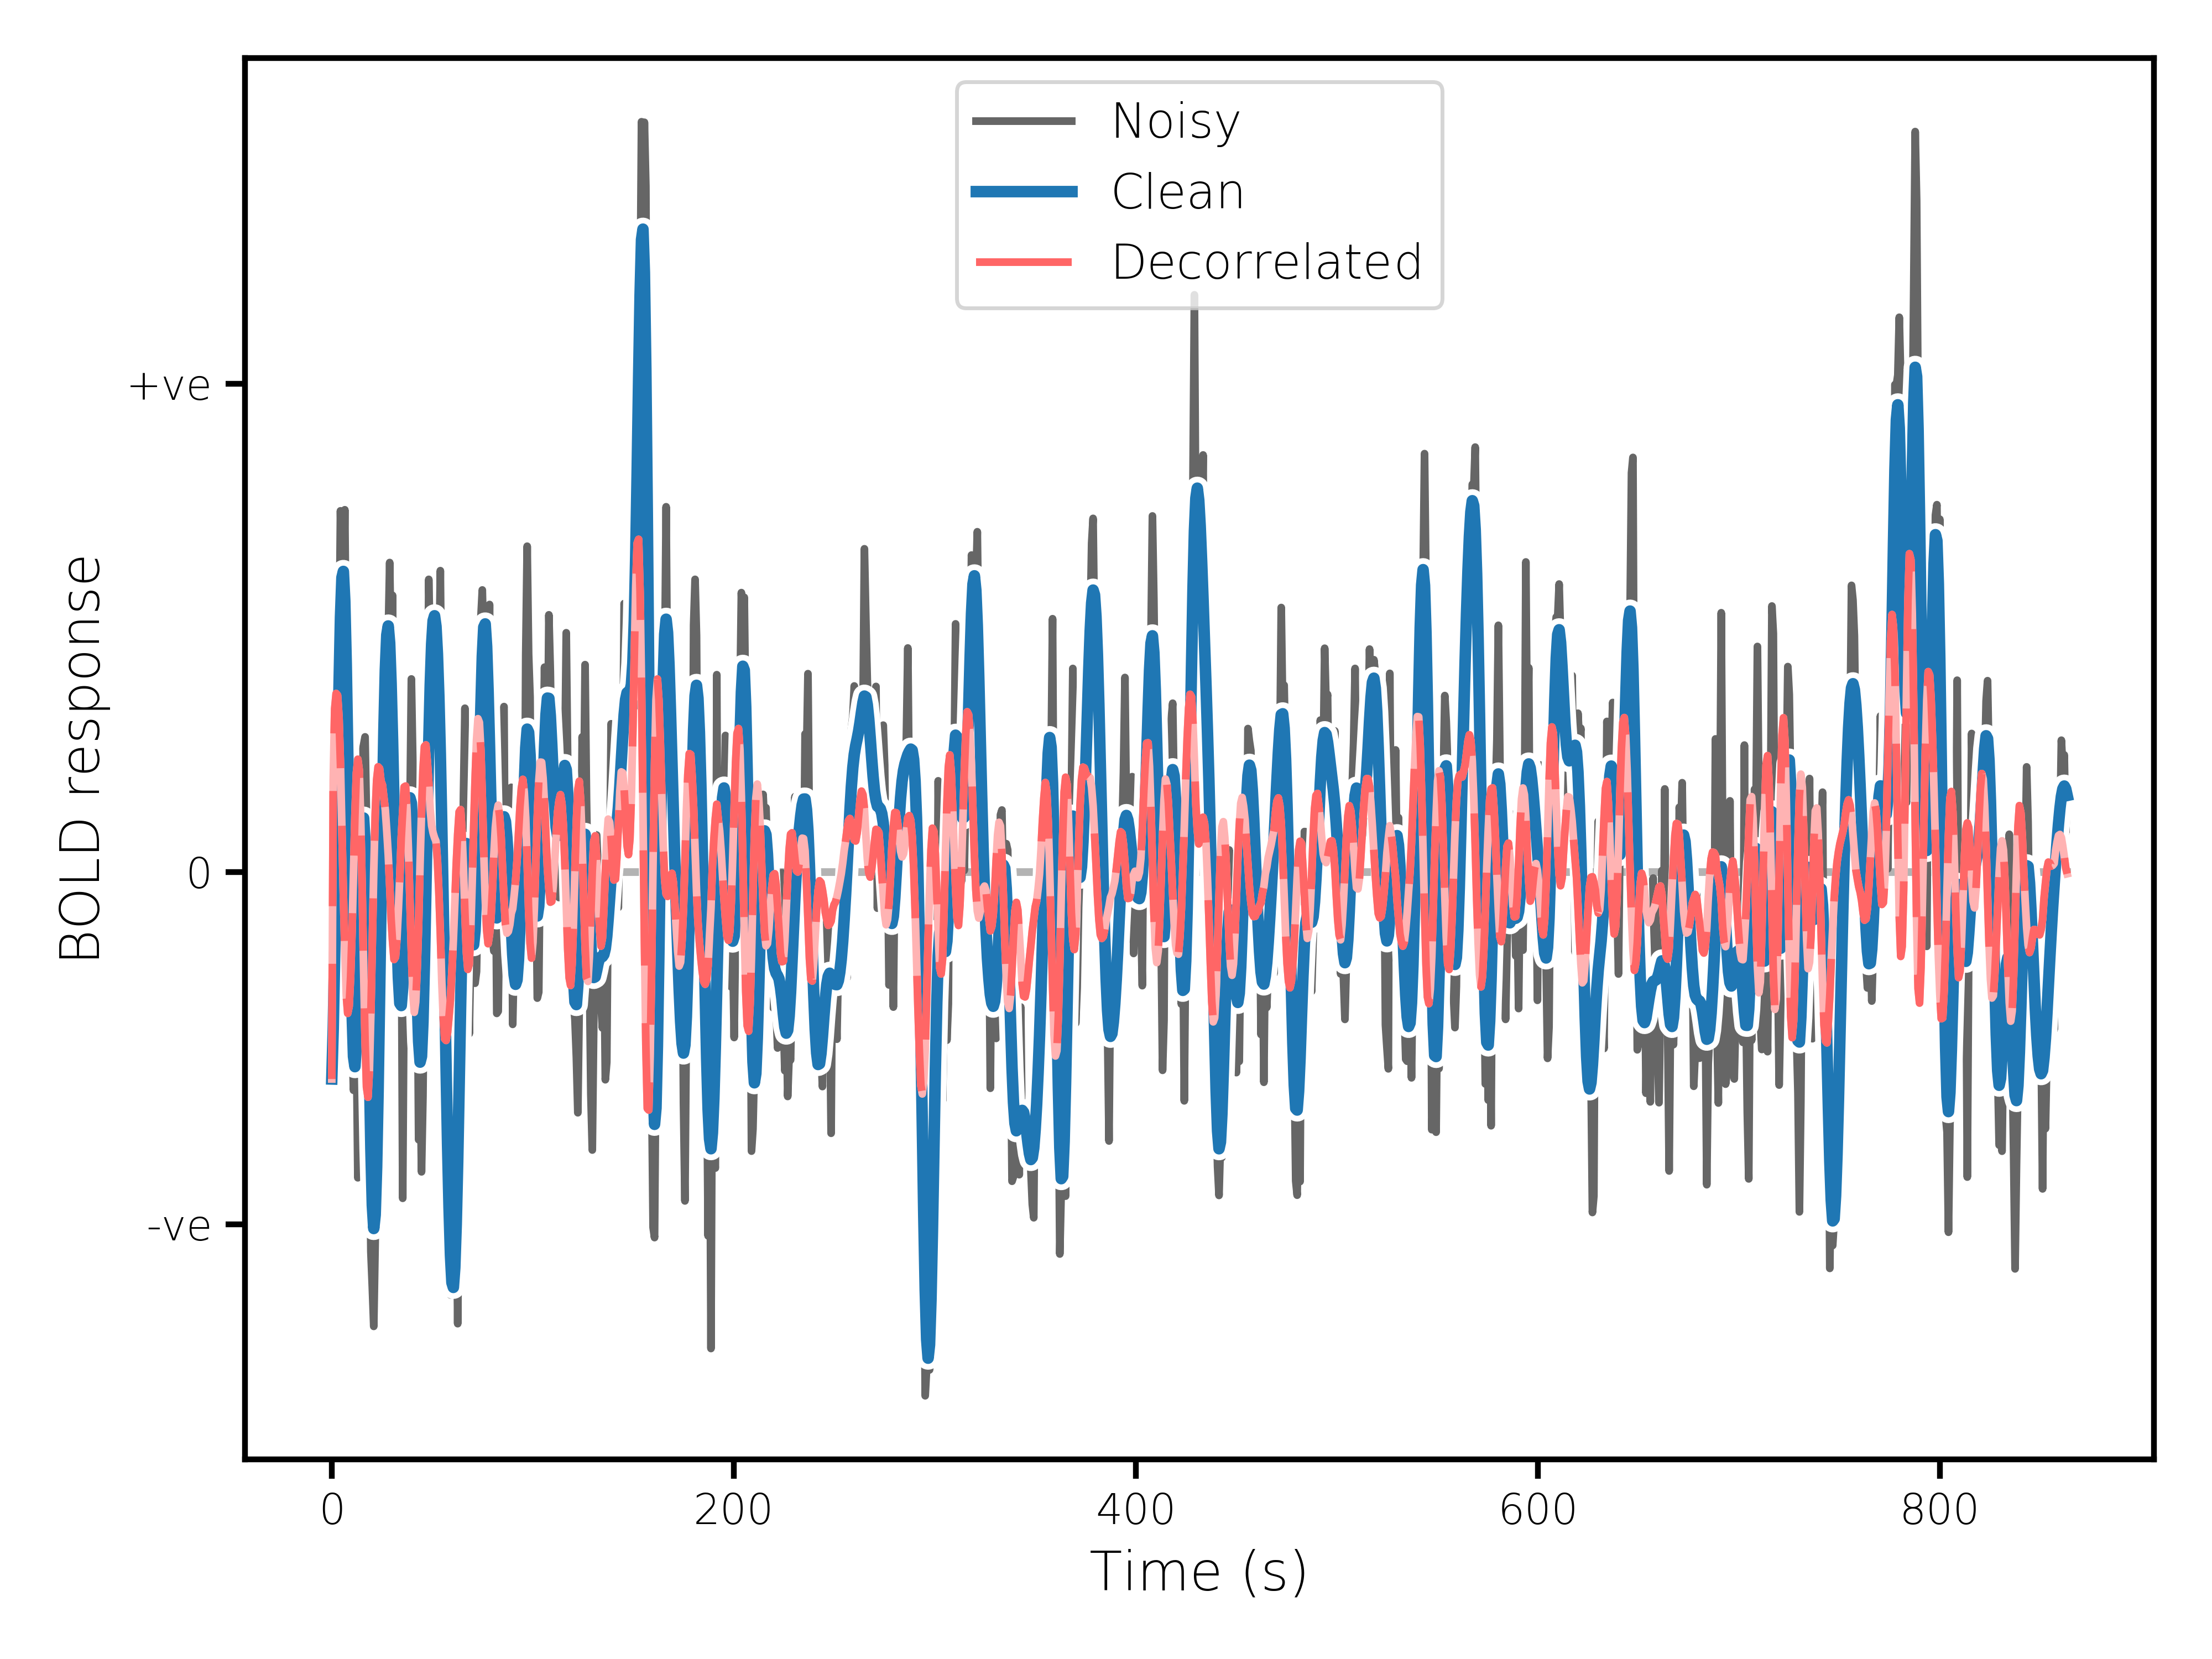 Noisy
Clean
Decorrelated
BOLD response
+ve
0
-ve
0 200 400 600 800
Time (s)